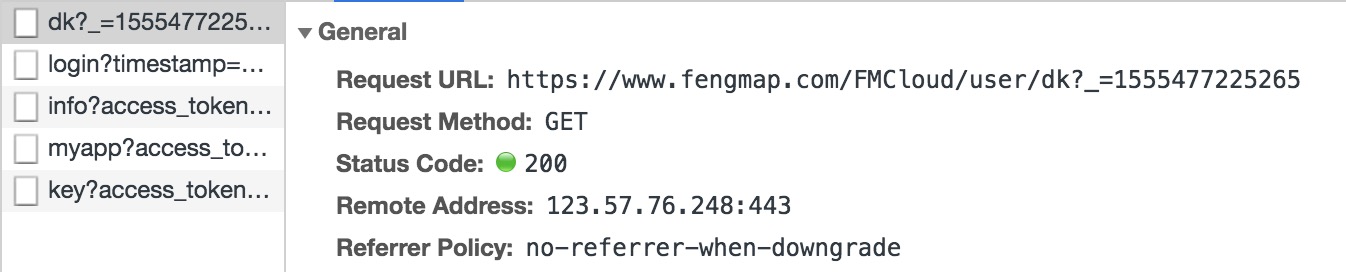 dk?_=1555477225...
login?timestamp=...
info?access_token...
myapp?access_to...
key?access_token...
General
Request URL: https://www.fengmap.com/FMCloud/user/dk?_=1555477225265
Request Method: GET
Status Code: 200
Remote Address: 123.57.76.248:443
Referrer Policy: no-referrer-when-downgrade